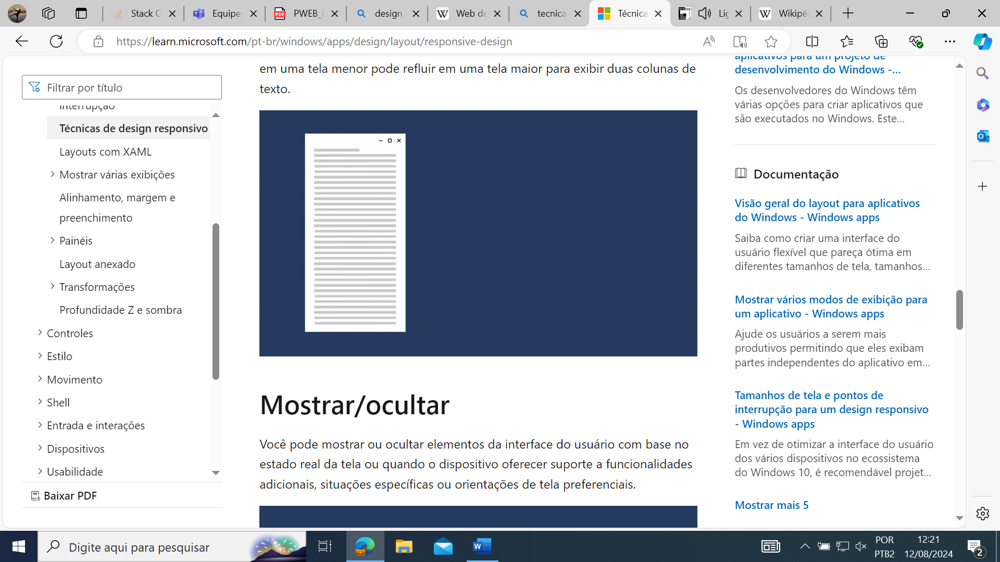 Stack O
Equipes
PWEB_
design
Web de
tecnica
Técnica
Lig
Wikipé
https://learn.microsoft.com/pt-br/windows/apps/design/layout/responsive-design
Filtrar por título
interrupção
Técnicas de design responsivo
Layouts com XAML
Mostrar várias exibições
Alinhamento, margem e
preenchimento
Painéis
Layout anexado
Transformações
Profundidade Z e sombra
Controles
Estilo
Movimento
Shell
Entrada e interações
Dispositivos
Usabilidade
Baixar PDF
em uma tela menor pode refluir em uma tela maior para exibir duas colunas de
texto.
Mostrar/ocultar
Você pode mostrar ou ocultar elementos da interface do usuário com base no
estado real da tela ou quando o dispositivo oferecer suporte a funcionalidades
adicionais, situações específicas ou orientações de tela preferenciais.
aplicativos para um projeto de
desenvolvimento do Windows -...
Os desenvolvedores do Windows têm
várias opções para criar aplicativos que
são executados no Windows. Este...
Documentação
Visão geral do layout para aplicativos
do Windows - Windows apps
Saiba como criar uma interface do
usuário flexível que pareça ótima em
diferentes tamanhos de tela, tamanhos...
Mostrar vários modos de exibição para
um aplicativo - Windows apps
Ajude os usuários a serem mais
produtivos permitindo que eles exibam
partes independentes do aplicativo em...
Tamanhos de tela e pontos de
interrupção para um design responsivo
- Windows apps
Em vez de otimizar a interface do usuário
dos vários dispositivos no ecossistema
do Windows 10, é recomendável projet...
Mostrar mais 5
Digite aqui para pesquisar
POR
PTB2
12:21
12/08/2024
2